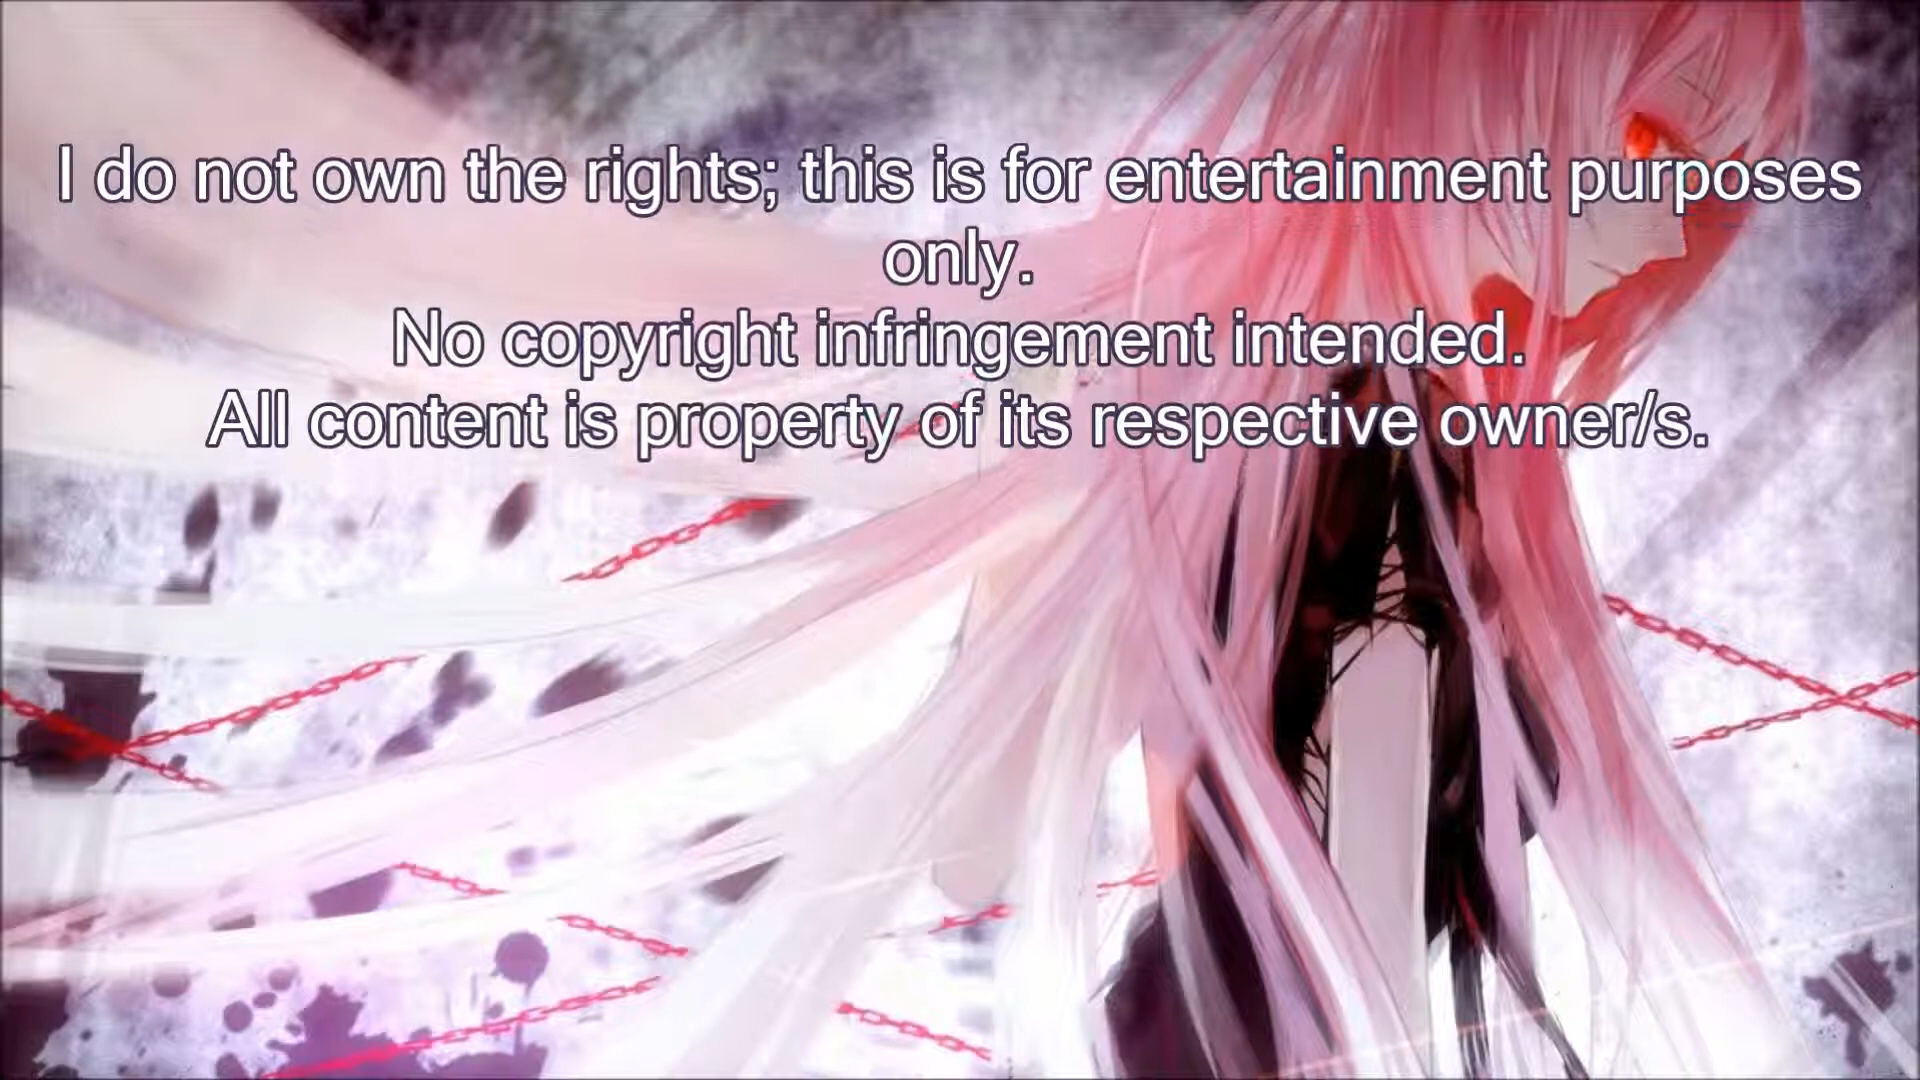 I do not own the rights; this is for entertainment purposes
only.
No copyright infringement intended.
All content is property of its respective owner/s.